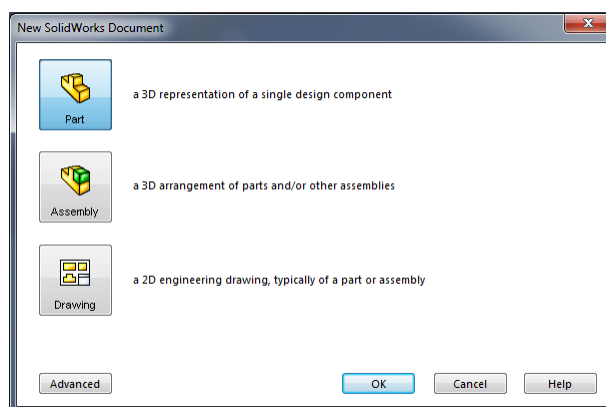 New SolidWorks Document
Part
a 3D representation of a single design component
Assembly
a 3D arrangement of parts and/or other assemblies
Drawing
a 2D engineering drawing, typically of a part or assembly
Advanced OK Cancel Help